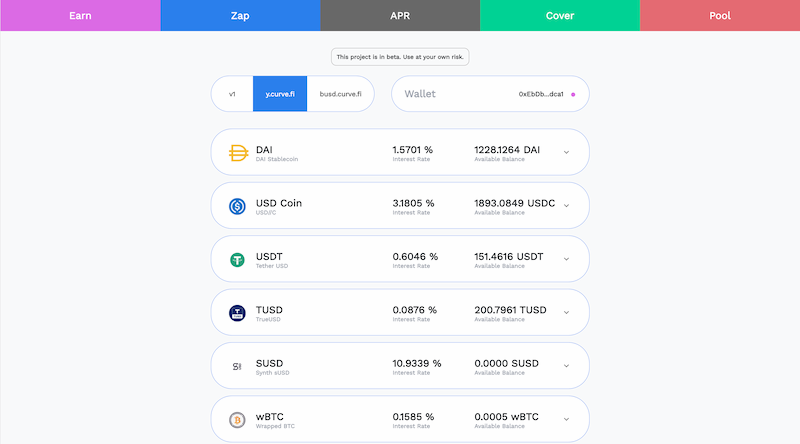 Earn Zap APR Cover Pool
This project is in beta. Use at your own risk.
v1 y.curve.fi busd.curve.fi Wallet 0xEbDb...dca1
DAI 1.5701 % 1228.1264 DAI
DAI Stablecoin Interest Rate Available Balance
USD Coin 3.1805 % 1893.0849 USDC
USD//C Interest Rate Available Balance
USDT 0.6046 % 151.4616 USDT
Tether USD Interest Rate Available Balance
TUSD 0.0876 % 200.7961 TUSD
TrueUSD Interest Rate Available Balance
SUSD 10.9339 % 0.0000 SUSD
Synth sUSD Interest Rate Available Balance
wBTC 0.1585 % 0.0005 wBTC
Wrapped BTC Interest Rate Available Balance